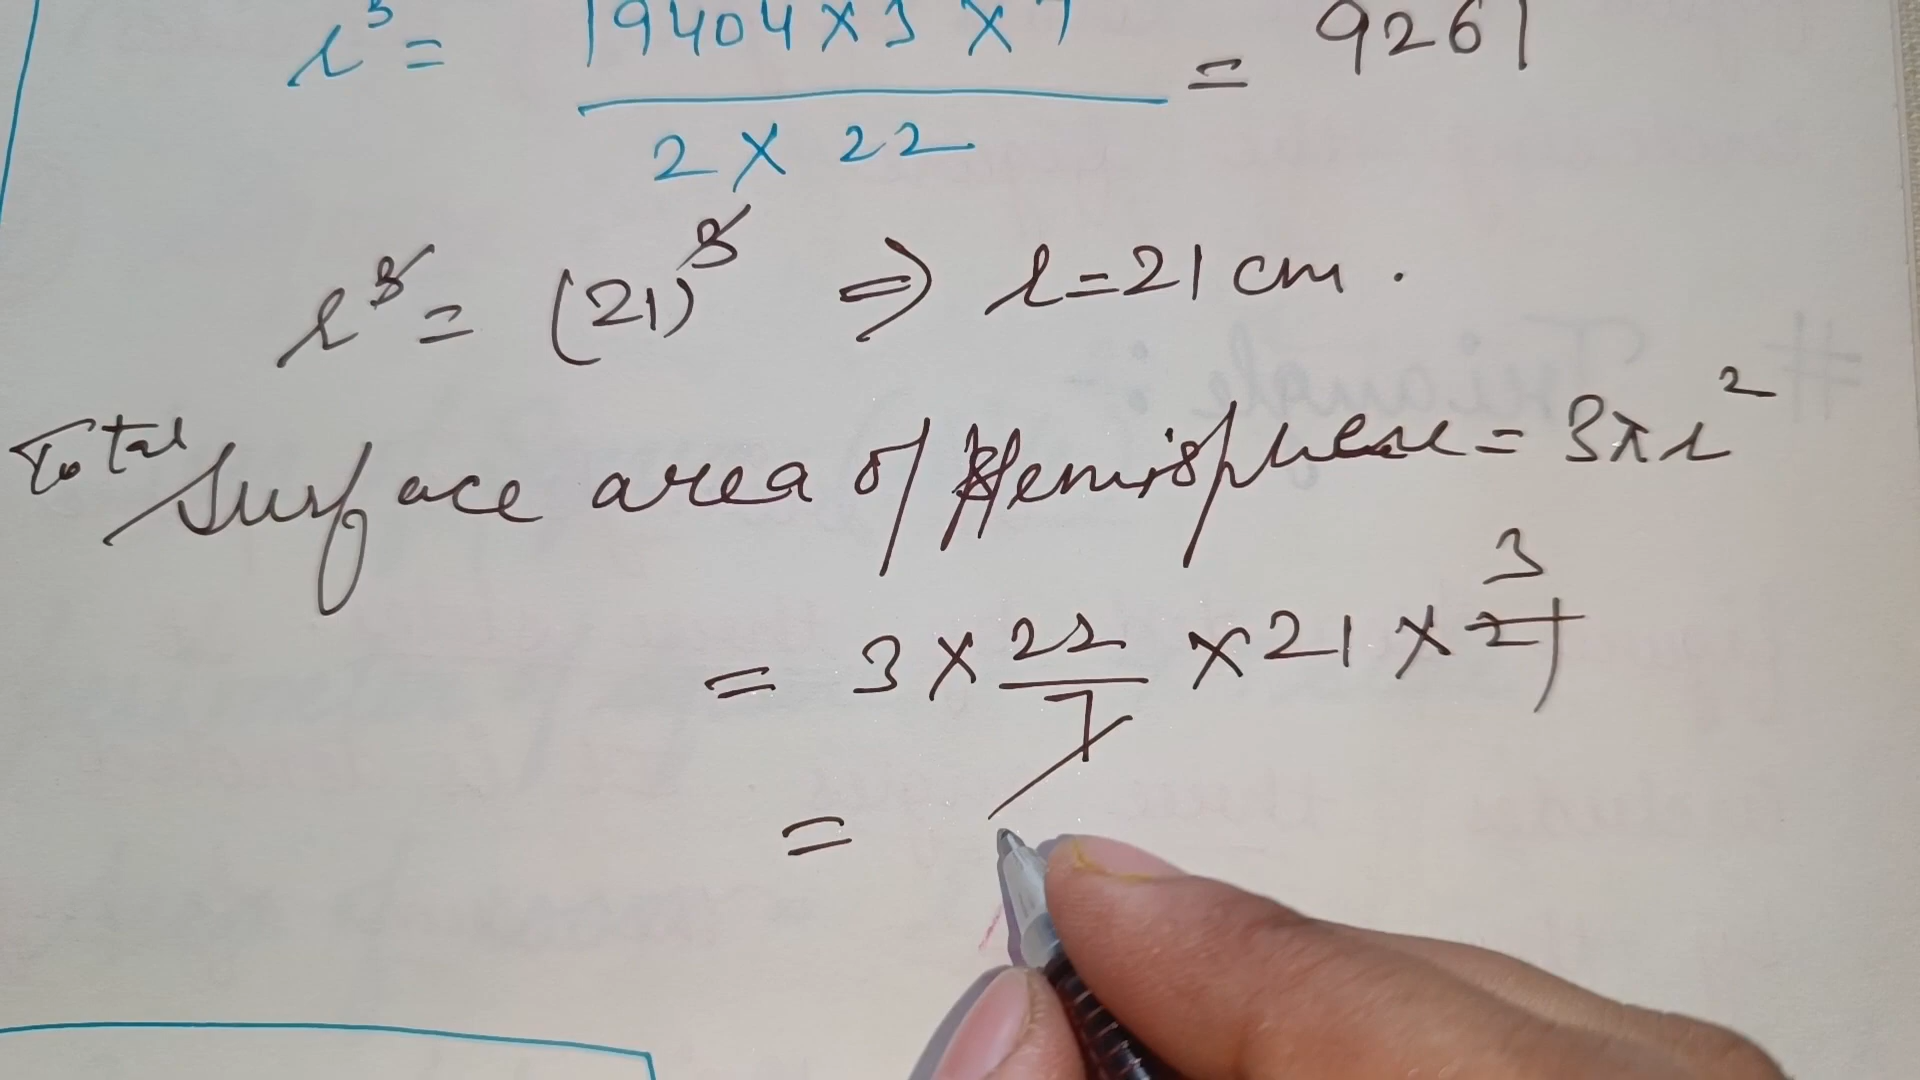 r³ = 19404 × 3 × 7 / 2 × 22 = 9261
r³ = (21)³ ⇒ r = 21 cm.
Total Surface area of Hemisphere = 3πr²
= 3 × 22/7 × 21 × 21 3
=
# Triangle :-